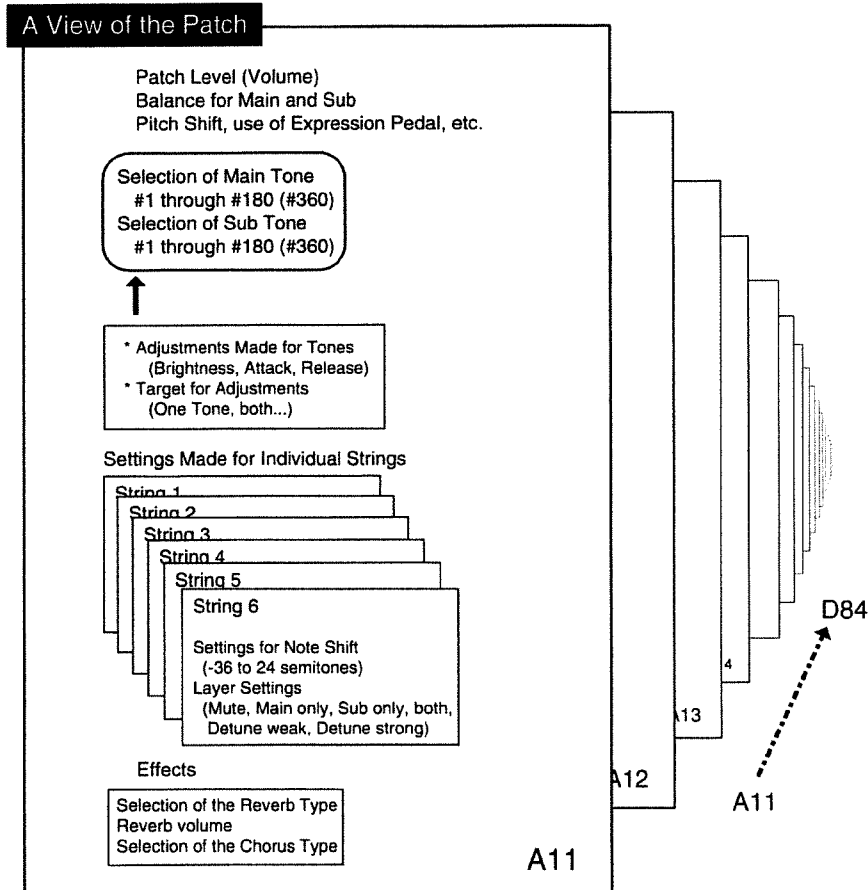 A View of the Patch
Patch Level (Volume)
Balance for Main and Sub
Pitch Shift, use of Expression Pedal, etc.
Selection of Main Tone
#1 through #180 (#360)
Selection of Sub Tone
#1 through #180 (#360)
* Adjustments Made for Tones
(Brightness, Attack, Release)
* Target for Adjustments
(One Tone, both...)
Settings Made for Individual Strings
String 1
String 2
String 3
String 4
String 5
String 6
Settings for Note Shift
(-36 to 24 semitones)
Layer Settings
(Mute, Main only, Sub only, both,
Detune weak, Detune strong)
Effects
Selection of the Reverb Type
Reverb volume
Selection of the Chorus Type
A11
A12
A13
4
A11
D84